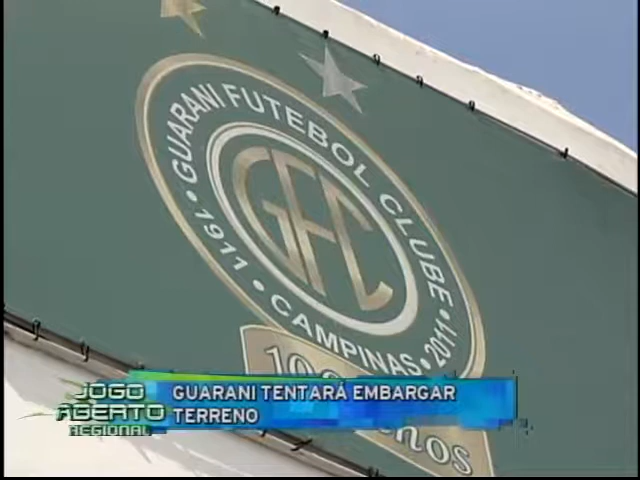 GUARANI FUTEBOL CLUBE
1911 • CAMPINAS • 2011
GFC
JOGO
ABERTO
REGIONAL
GUARANI TENTARÁ EMBARGAR
TERRENO